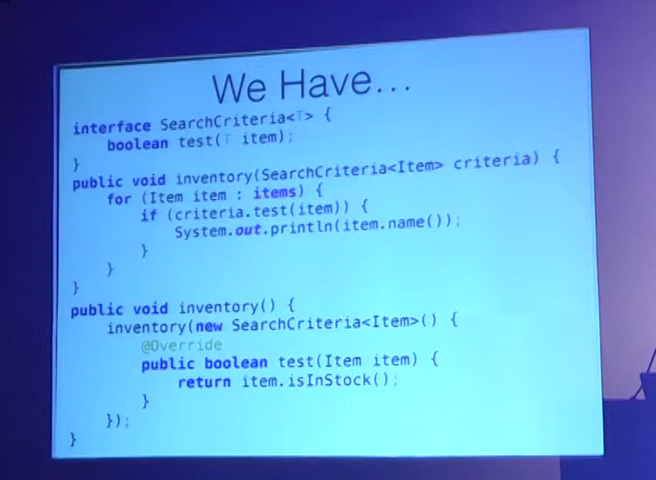 We Have...
interface SearchCriteria<T> {
boolean test(T item);
}
public void inventory(SearchCriteria<Item> criteria) {
for (Item item : items) {
if (criteria.test(item)) {
System.out.println(item.name());
}
}
}
public void inventory() {
inventory(new SearchCriteria<Item>() {
@Override
public boolean test(Item item) {
return item.isInStock();
}
});
}